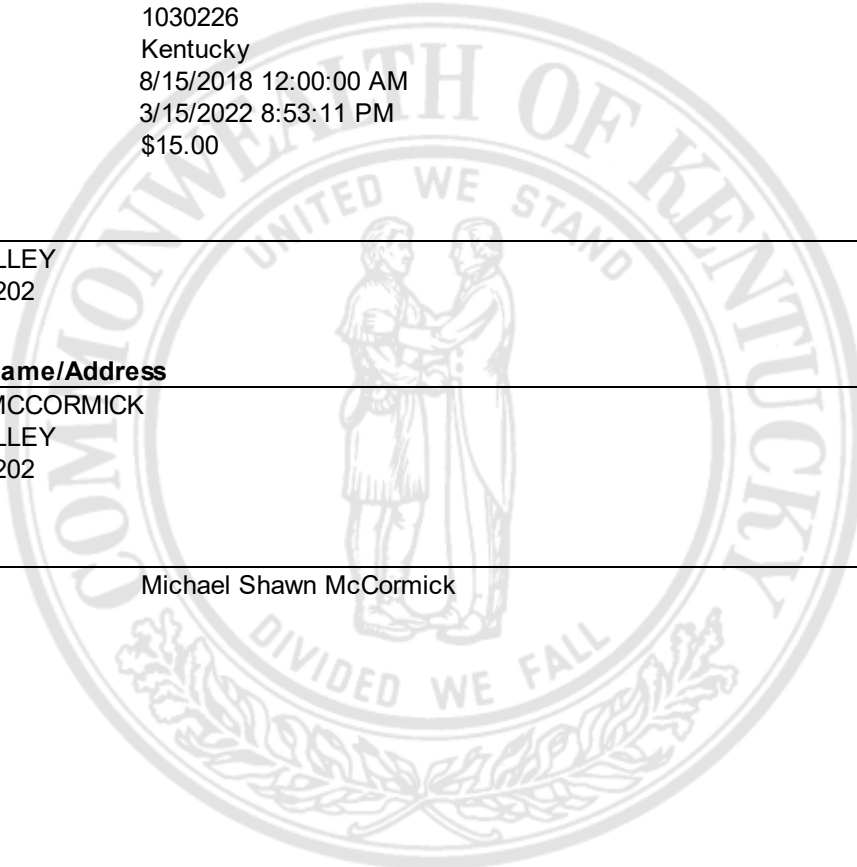 1030226
Kentucky
8/15/2018 12:00:00 AM
3/15/2022 8:53:11 PM
$15.00
COMMONWEALTH OF KENTUCKY
UNITED WE STAND
LLEY
202
ame/Address
MCCORMICK
LLEY
202
Michael Shawn McCormick
DIVIDED WE FALL